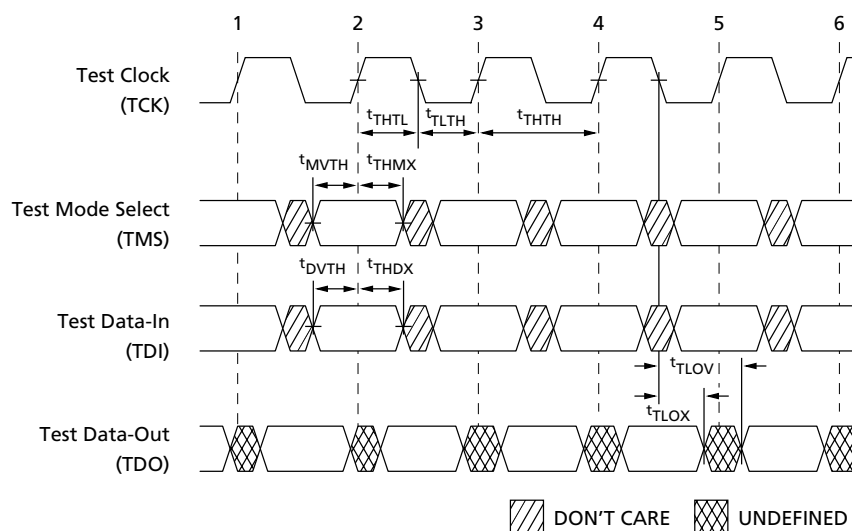 1 2 3 4 5 6
Test Clock
(TCK)
tTHTL tTLTH tTHTH
tMVTH tTHMX
Test Mode Select
(TMS)
tDVTH tTHDX
Test Data-In
(TDI)
tTLOV
tTLOX
Test Data-Out
(TDO)
DON'T CARE UNDEFINED